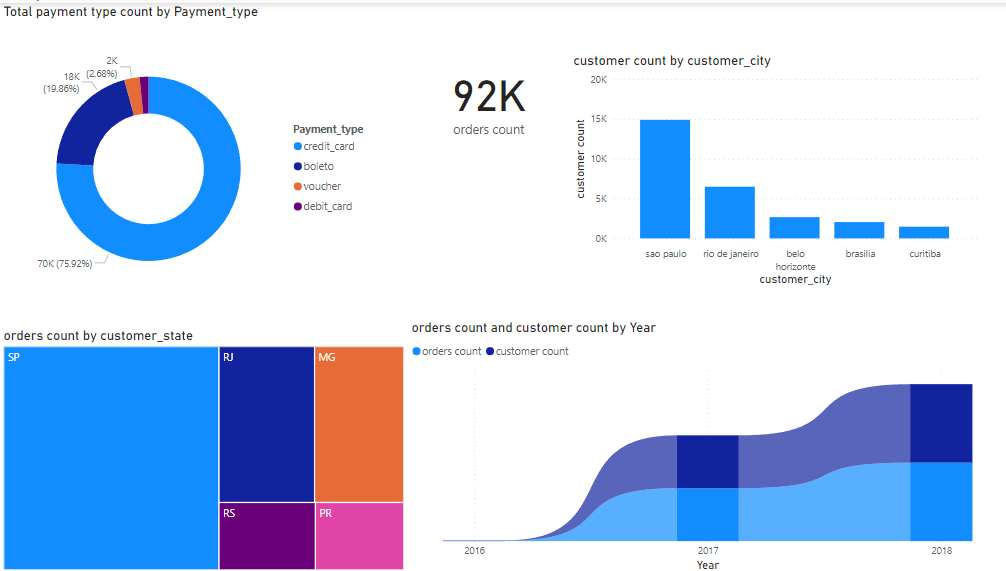 Total payment type count by Payment_type
2K
(2.68%)
18K
(19.86%)
70K (75.92%)
Payment_type
credit_card
boleto
voucher
debit_card
92K
orders count
customer count by customer_city
20K
15K
10K
5K
0K
customer count
sao paulo
rio de janeiro
belo
horizonte
brasilia
curitiba
customer_city
orders count by customer_state
SP
RJ
MG
RS
PR
orders count and customer count by Year
orders count customer count
2016
2017
2018
Year